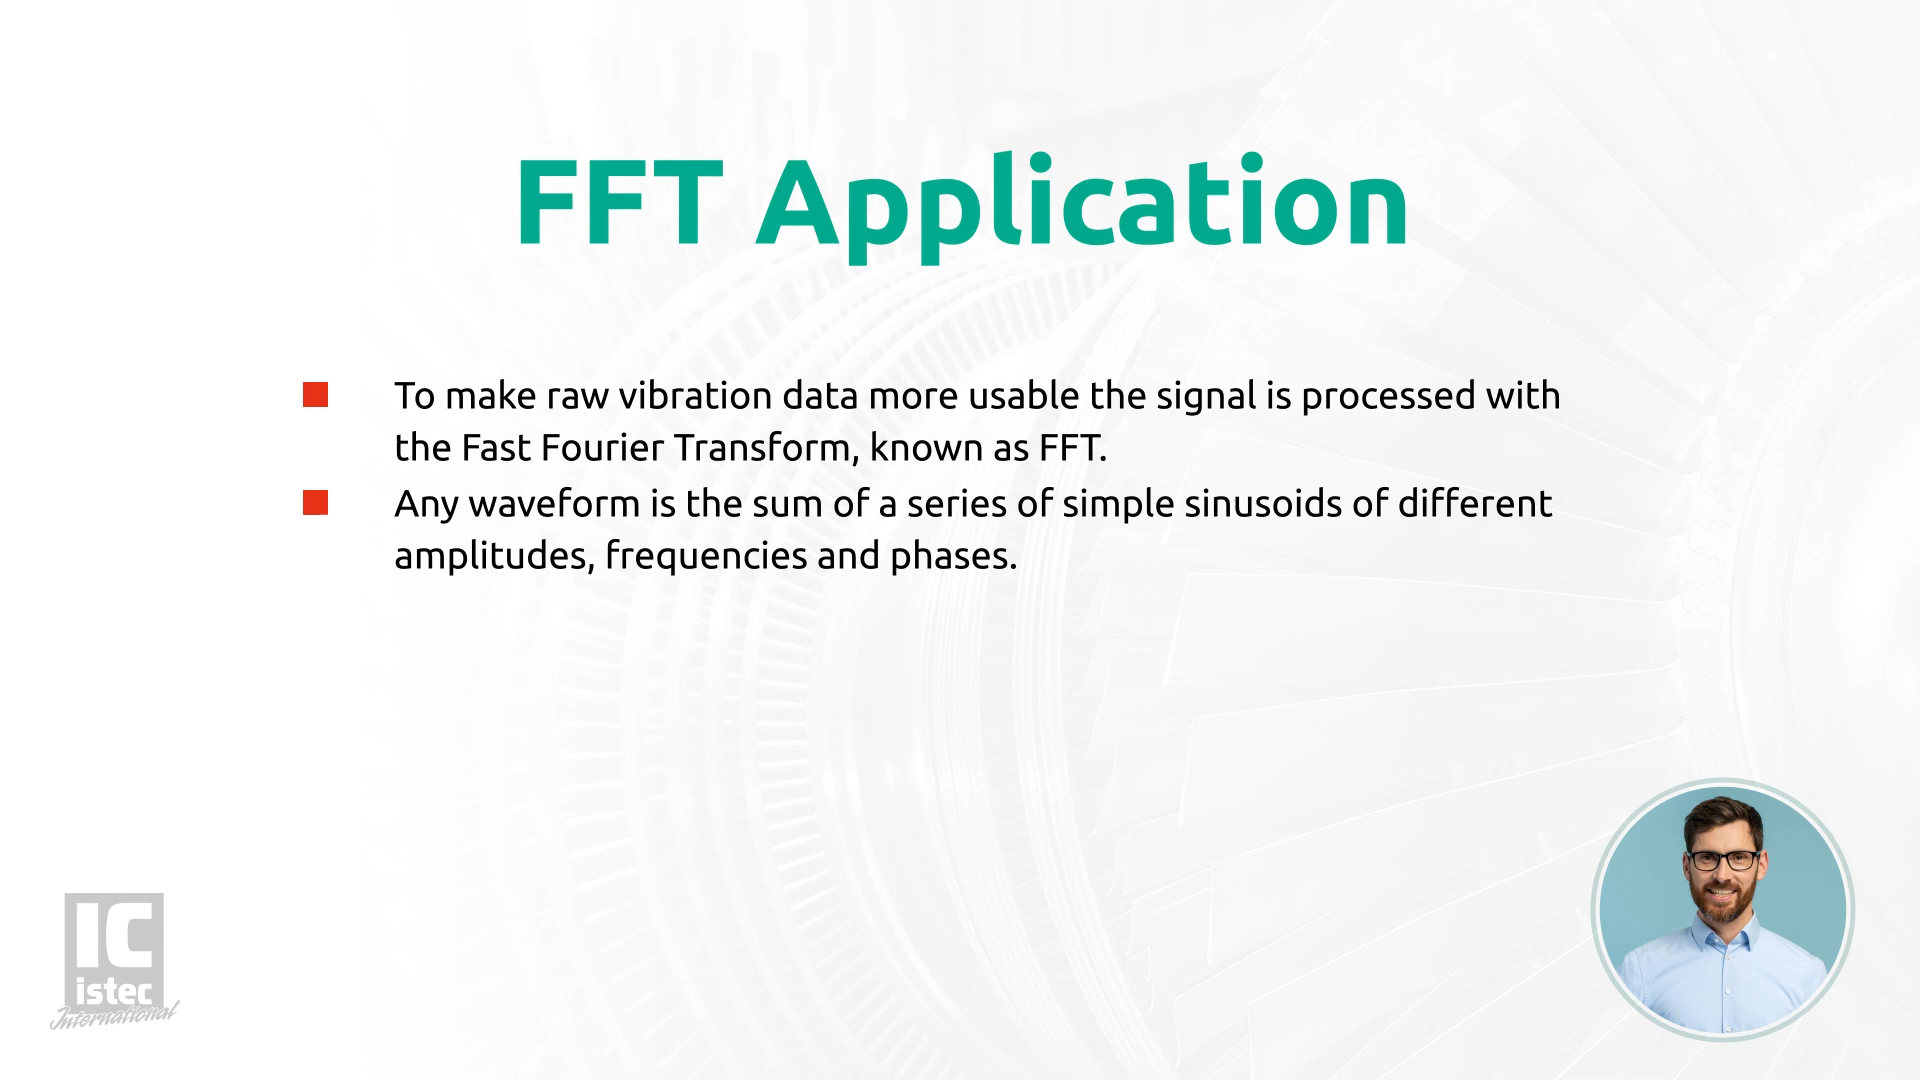 FFT Application
To make raw vibration data more usable the signal is processed with
the Fast Fourier Transform, known as FFT.
Any waveform is the sum of a series of simple sinusoids of different
amplitudes, frequencies and phases.
IC
istec
International